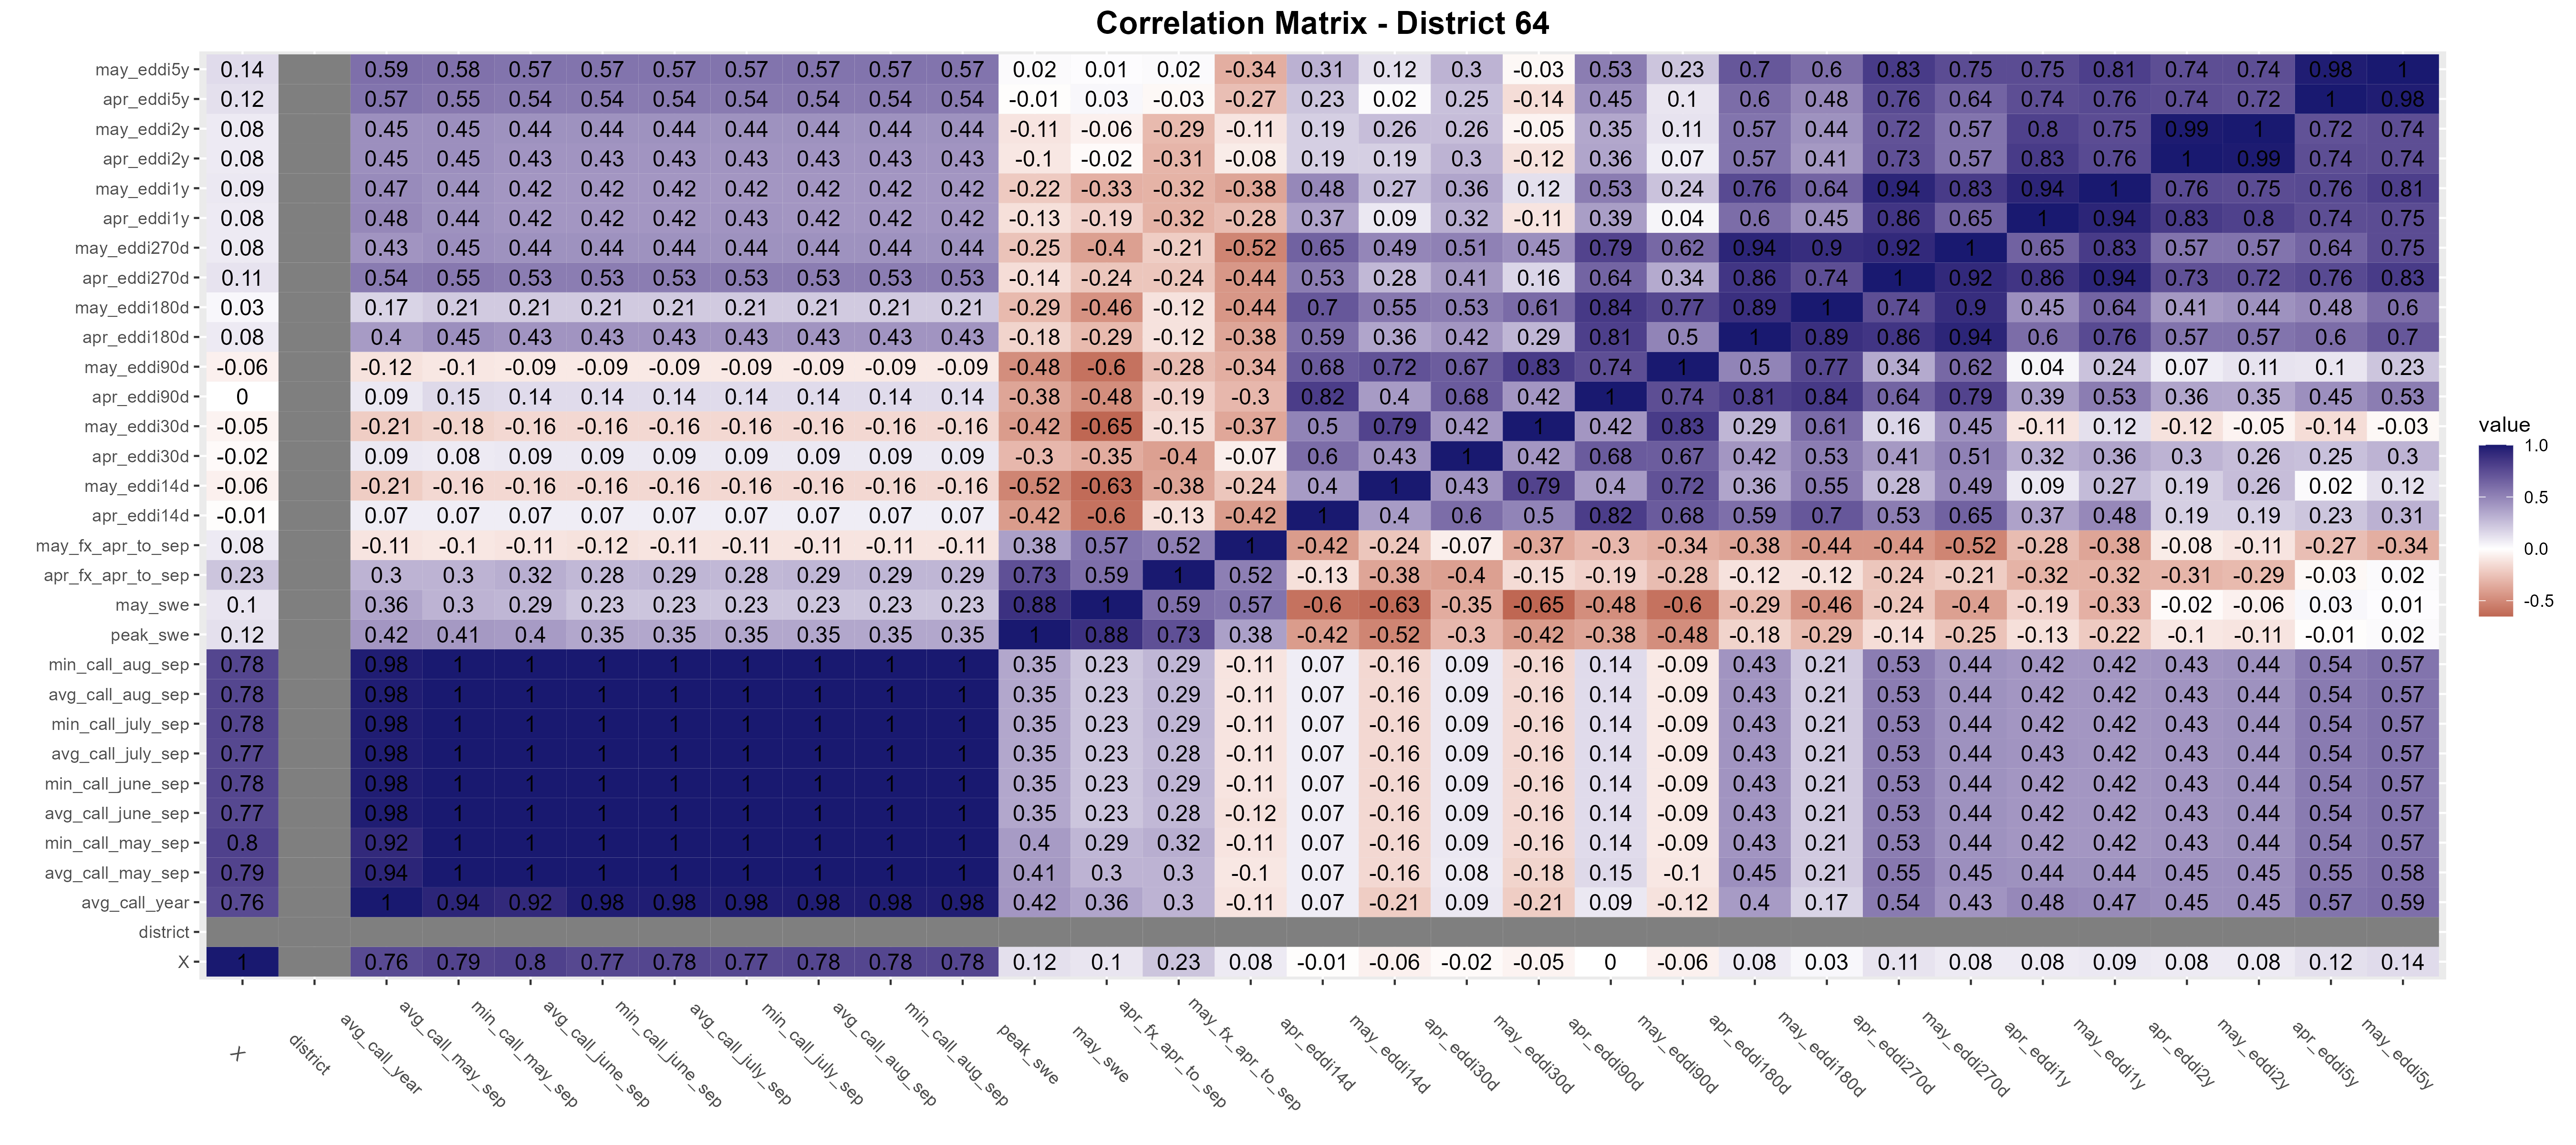 Correlation Matrix - District 64
may_eddi5y 0.14 0.59 0.58 0.57 0.57 0.57 0.57 0.57 0.57 0.57 0.02 0.01 0.02 -0.34 0.31 0.12 0.3 -0.03 0.53 0.23 0.7 0.6 0.83 0.75 0.75 0.81 0.74 0.74 0.98 1
apr_eddi5y 0.12 0.57 0.55 0.54 0.54 0.54 0.54 0.54 0.54 0.54 -0.01 0.03 -0.03 -0.27 0.23 0.02 0.25 -0.14 0.45 0.1 0.6 0.48 0.76 0.64 0.74 0.76 0.74 0.72 1 0.98
may_eddi2y 0.08 0.45 0.45 0.44 0.44 0.44 0.44 0.44 0.44 0.44 -0.11 -0.06 -0.29 -0.11 0.19 0.26 0.26 -0.05 0.35 0.11 0.57 0.44 0.72 0.57 0.8 0.75 0.99 1 0.72 0.74
apr_eddi2y 0.08 0.45 0.45 0.43 0.43 0.43 0.43 0.43 0.43 0.43 -0.1 -0.02 -0.31 -0.08 0.19 0.19 0.3 -0.12 0.36 0.07 0.57 0.41 0.73 0.57 0.83 0.76 1 0.99 0.74 0.74
may_eddi1y 0.09 0.47 0.44 0.42 0.42 0.42 0.42 0.42 0.42 0.42 -0.22 -0.33 -0.32 -0.38 0.48 0.27 0.36 0.12 0.53 0.24 0.76 0.64 0.94 0.83 0.94 1 0.76 0.75 0.76 0.81
apr_eddi1y 0.08 0.48 0.44 0.42 0.42 0.42 0.43 0.42 0.42 0.42 -0.13 -0.19 -0.32 -0.28 0.37 0.09 0.32 -0.11 0.39 0.04 0.6 0.45 0.86 0.65 1 0.94 0.83 0.8 0.74 0.75
may_eddi270d 0.08 0.43 0.45 0.44 0.44 0.44 0.44 0.44 0.44 0.44 -0.25 -0.4 -0.21 -0.52 0.65 0.49 0.51 0.45 0.79 0.62 0.94 0.9 0.92 1 0.65 0.83 0.57 0.57 0.64 0.75
apr_eddi270d 0.11 0.54 0.55 0.53 0.53 0.53 0.53 0.53 0.53 0.53 -0.14 -0.24 -0.24 -0.44 0.53 0.28 0.41 0.16 0.64 0.34 0.86 0.74 1 0.92 0.86 0.94 0.73 0.72 0.76 0.83
may_eddi180d 0.03 0.17 0.21 0.21 0.21 0.21 0.21 0.21 0.21 0.21 -0.29 -0.46 -0.12 -0.44 0.7 0.55 0.53 0.61 0.84 0.77 0.89 1 0.74 0.9 0.45 0.64 0.41 0.44 0.48 0.6
apr_eddi180d 0.08 0.4 0.45 0.43 0.43 0.43 0.43 0.43 0.43 0.43 -0.18 -0.29 -0.12 -0.38 0.59 0.36 0.42 0.29 0.81 0.5 1 0.89 0.86 0.94 0.6 0.76 0.57 0.57 0.6 0.7
may_eddi90d -0.06 -0.12 -0.1 -0.09 -0.09 -0.09 -0.09 -0.09 -0.09 -0.09 -0.48 -0.6 -0.28 -0.34 0.68 0.72 0.67 0.83 0.74 1 0.5 0.77 0.34 0.62 0.04 0.24 0.07 0.11 0.1 0.23
apr_eddi90d 0 0.09 0.15 0.14 0.14 0.14 0.14 0.14 0.14 0.14 -0.38 -0.48 -0.19 -0.3 0.82 0.4 0.68 0.42 1 0.74 0.81 0.84 0.64 0.79 0.39 0.53 0.36 0.35 0.45 0.53
may_eddi30d -0.05 -0.21 -0.18 -0.16 -0.16 -0.16 -0.16 -0.16 -0.16 -0.16 -0.42 -0.65 -0.15 -0.37 0.5 0.79 0.42 1 0.42 0.83 0.29 0.61 0.16 0.45 -0.11 0.12 -0.12 -0.05 -0.14 -0.03
apr_eddi30d -0.02 0.09 0.08 0.09 0.09 0.09 0.09 0.09 0.09 0.09 -0.3 -0.35 -0.4 -0.07 0.6 0.43 1 0.42 0.68 0.67 0.42 0.53 0.41 0.51 0.32 0.36 0.3 0.26 0.25 0.3
may_eddi14d -0.06 -0.21 -0.16 -0.16 -0.16 -0.16 -0.16 -0.16 -0.16 -0.16 -0.52 -0.63 -0.38 -0.24 0.4 1 0.43 0.79 0.4 0.72 0.36 0.55 0.28 0.49 0.09 0.27 0.19 0.26 0.02 0.12
apr_eddi14d -0.01 0.07 0.07 0.07 0.07 0.07 0.07 0.07 0.07 0.07 -0.42 -0.6 -0.13 -0.42 1 0.4 0.6 0.5 0.82 0.68 0.59 0.7 0.53 0.65 0.37 0.48 0.19 0.19 0.23 0.31
may_fx_apr_to_sep 0.08 -0.11 -0.1 -0.11 -0.12 -0.11 -0.11 -0.11 -0.11 -0.11 0.38 0.57 0.52 1 -0.42 -0.24 -0.07 -0.37 -0.3 -0.34 -0.38 -0.44 -0.44 -0.52 -0.28 -0.38 -0.08 -0.11 -0.27 -0.34
apr_fx_apr_to_sep 0.23 0.3 0.3 0.32 0.28 0.29 0.28 0.29 0.29 0.29 0.73 0.59 1 0.52 -0.13 -0.38 -0.4 -0.15 -0.19 -0.28 -0.12 -0.12 -0.24 -0.21 -0.32 -0.32 -0.31 -0.29 -0.03 0.02
may_swe 0.1 0.36 0.3 0.29 0.23 0.23 0.23 0.23 0.23 0.23 0.88 1 0.59 0.57 -0.6 -0.63 -0.35 -0.65 -0.48 -0.6 -0.29 -0.46 -0.24 -0.4 -0.19 -0.33 -0.02 -0.06 0.03 0.01
peak_swe 0.12 0.42 0.41 0.4 0.35 0.35 0.35 0.35 0.35 0.35 1 0.88 0.73 0.38 -0.42 -0.52 -0.3 -0.42 -0.38 -0.48 -0.18 -0.29 -0.14 -0.25 -0.13 -0.22 -0.1 -0.11 -0.01 0.02
min_call_aug_sep 0.78 0.98 1 1 1 1 1 1 1 1 0.35 0.23 0.29 -0.11 0.07 -0.16 0.09 -0.16 0.14 -0.09 0.43 0.21 0.53 0.44 0.42 0.42 0.43 0.44 0.54 0.57
avg_call_aug_sep 0.78 0.98 1 1 1 1 1 1 1 1 0.35 0.23 0.29 -0.11 0.07 -0.16 0.09 -0.16 0.14 -0.09 0.43 0.21 0.53 0.44 0.42 0.42 0.43 0.44 0.54 0.57
min_call_july_sep 0.78 0.98 1 1 1 1 1 1 1 1 0.35 0.23 0.29 -0.11 0.07 -0.16 0.09 -0.16 0.14 -0.09 0.43 0.21 0.53 0.44 0.42 0.42 0.43 0.44 0.54 0.57
avg_call_july_sep 0.77 0.98 1 1 1 1 1 1 1 1 0.35 0.23 0.28 -0.11 0.07 -0.16 0.09 -0.16 0.14 -0.09 0.43 0.21 0.53 0.44 0.43 0.42 0.43 0.44 0.54 0.57
min_call_june_sep 0.78 0.98 1 1 1 1 1 1 1 1 0.35 0.23 0.29 -0.11 0.07 -0.16 0.09 -0.16 0.14 -0.09 0.43 0.21 0.53 0.44 0.42 0.42 0.43 0.44 0.54 0.57
avg_call_june_sep 0.77 0.98 1 1 1 1 1 1 1 1 0.35 0.23 0.28 -0.12 0.07 -0.16 0.09 -0.16 0.14 -0.09 0.43 0.21 0.53 0.44 0.42 0.42 0.43 0.44 0.54 0.57
min_call_may_sep 0.8 0.92 1 1 1 1 1 1 1 1 0.4 0.29 0.32 -0.11 0.07 -0.16 0.09 -0.16 0.14 -0.09 0.43 0.21 0.53 0.44 0.42 0.42 0.43 0.44 0.54 0.57
avg_call_may_sep 0.79 0.94 1 1 1 1 1 1 1 1 0.41 0.3 0.3 -0.1 0.07 -0.16 0.08 -0.18 0.15 -0.1 0.45 0.21 0.55 0.45 0.44 0.44 0.45 0.45 0.55 0.58
avg_call_year 0.76 1 0.94 0.92 0.98 0.98 0.98 0.98 0.98 0.98 0.42 0.36 0.3 -0.11 0.07 -0.21 0.09 -0.21 0.09 -0.12 0.4 0.17 0.54 0.43 0.48 0.47 0.45 0.45 0.57 0.59
district
X 1 0.76 0.79 0.8 0.77 0.78 0.77 0.78 0.78 0.78 0.12 0.1 0.23 0.08 -0.01 -0.06 -0.02 -0.05 0 -0.06 0.08 0.03 0.11 0.08 0.08 0.09 0.08 0.08 0.12 0.14
X district avg_call_year avg_call_may_sep min_call_may_sep avg_call_june_sep min_call_june_sep avg_call_july_sep min_call_july_sep avg_call_aug_sep min_call_aug_sep peak_swe may_swe apr_fx_apr_to_sep may_fx_apr_to_sep apr_eddi14d may_eddi14d apr_eddi30d may_eddi30d apr_eddi90d may_eddi90d apr_eddi180d may_eddi180d apr_eddi270d may_eddi270d apr_eddi1y may_eddi1y apr_eddi2y may_eddi2y apr_eddi5y may_eddi5y
value
1.0
0.5
0.0
-0.5